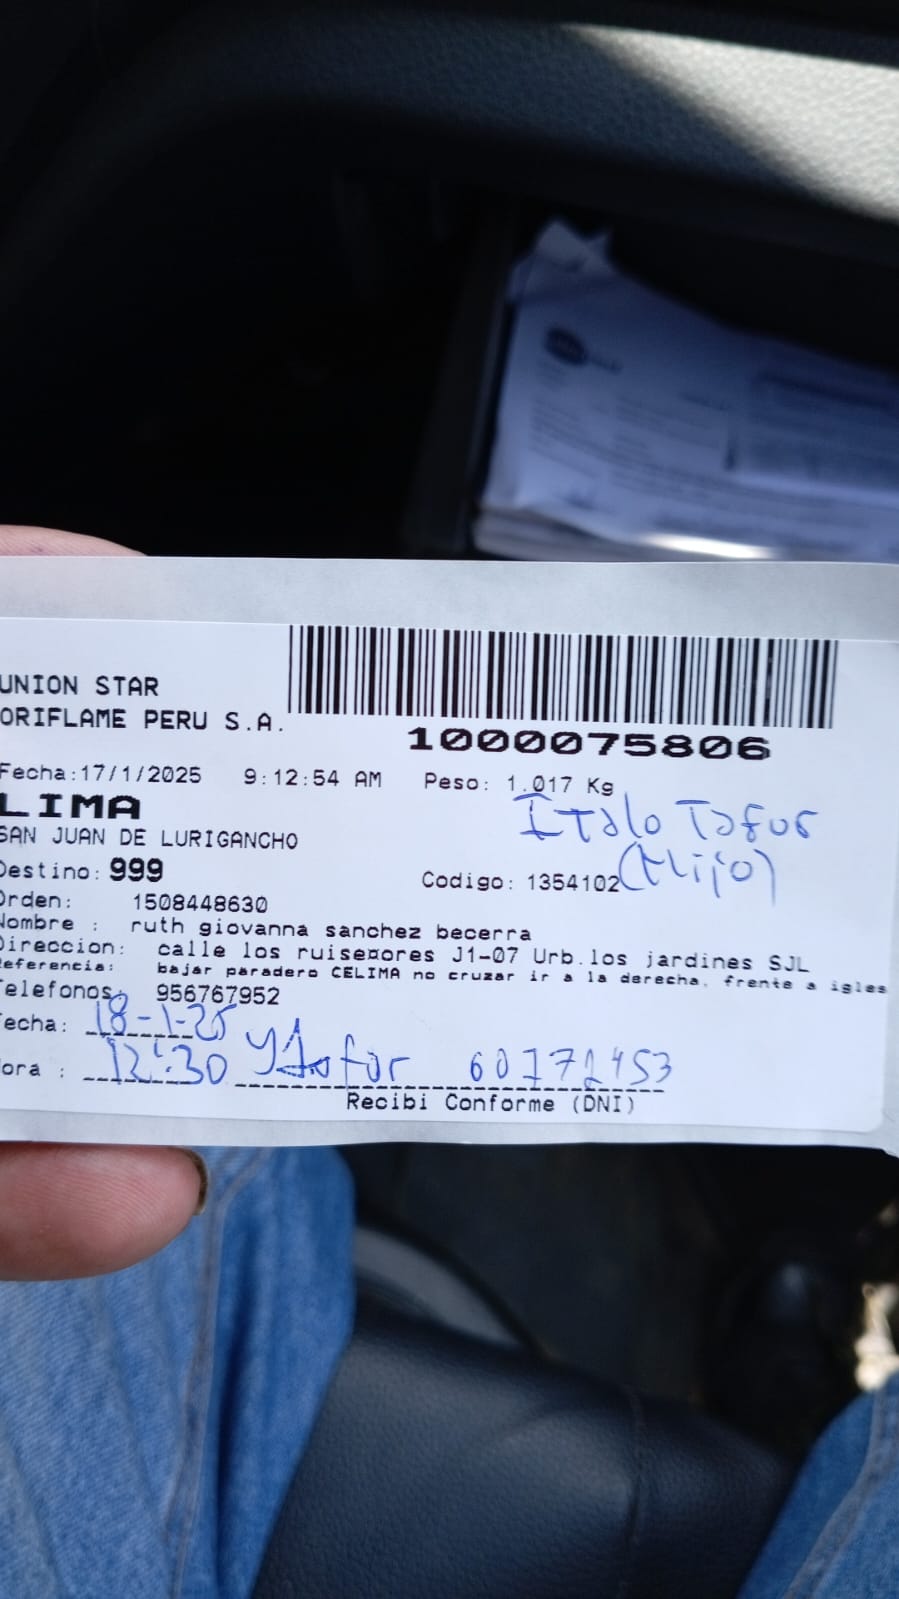 UNION STAR
ORIFLAME PERU S.A.
1000075806
Fecha:17/1/2025 9:12:54 AM Peso: 1.017 Kg
LIMA
Italo Tafur
SAN JUAN DE LURIGANCHO
(Hijo)
Destino: 999 Codigo: 1354102
Orden: 1508448630
Nombre : ruth giovanna sanchez becerra
Direccion: calle los ruiseñores J1-07 Urb.los jardines SJL
Referencia: bajar paradero CELIMA no cruzar ir a la derecha, frente a igles
Telefonos: 956767952
Fecha: 18-1-25
Hora : 12:30 60772453
Recibi Conforme (DNI)